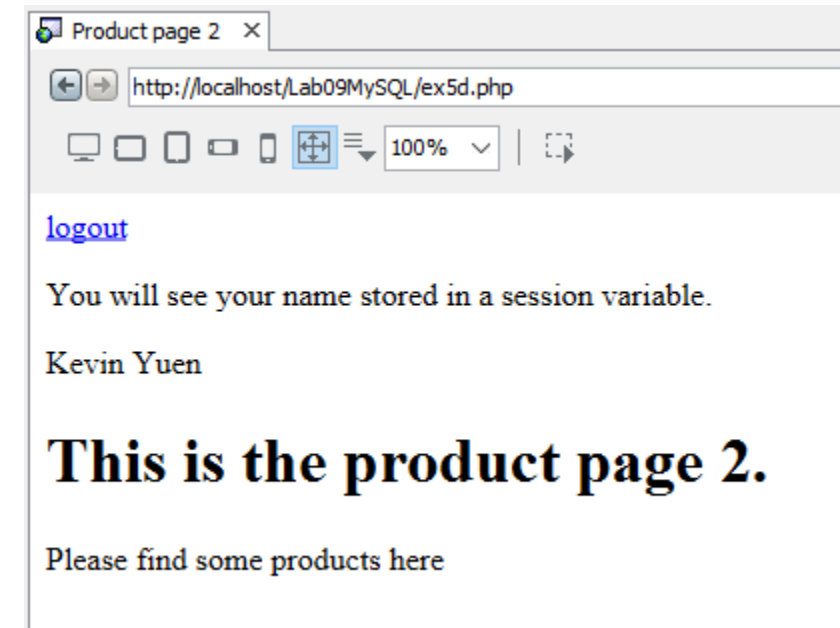 Product page 2
http://localhost/Lab09MySQL/ex5d.php
100%
logout
You will see your name stored in a session variable.
Kevin Yuen
This is the product page 2.
Please find some products here